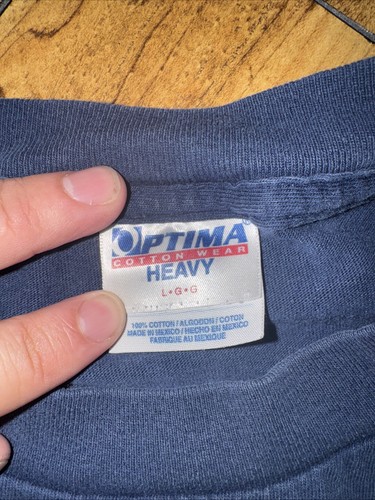 OPTIMA
COTTON WEAR
HEAVY
L•G•G
100% COTTON / ALGODON / COTON
MADE IN MEXICO / HECHO EN MEXICO
FABRIQUE AU MEXIQUE